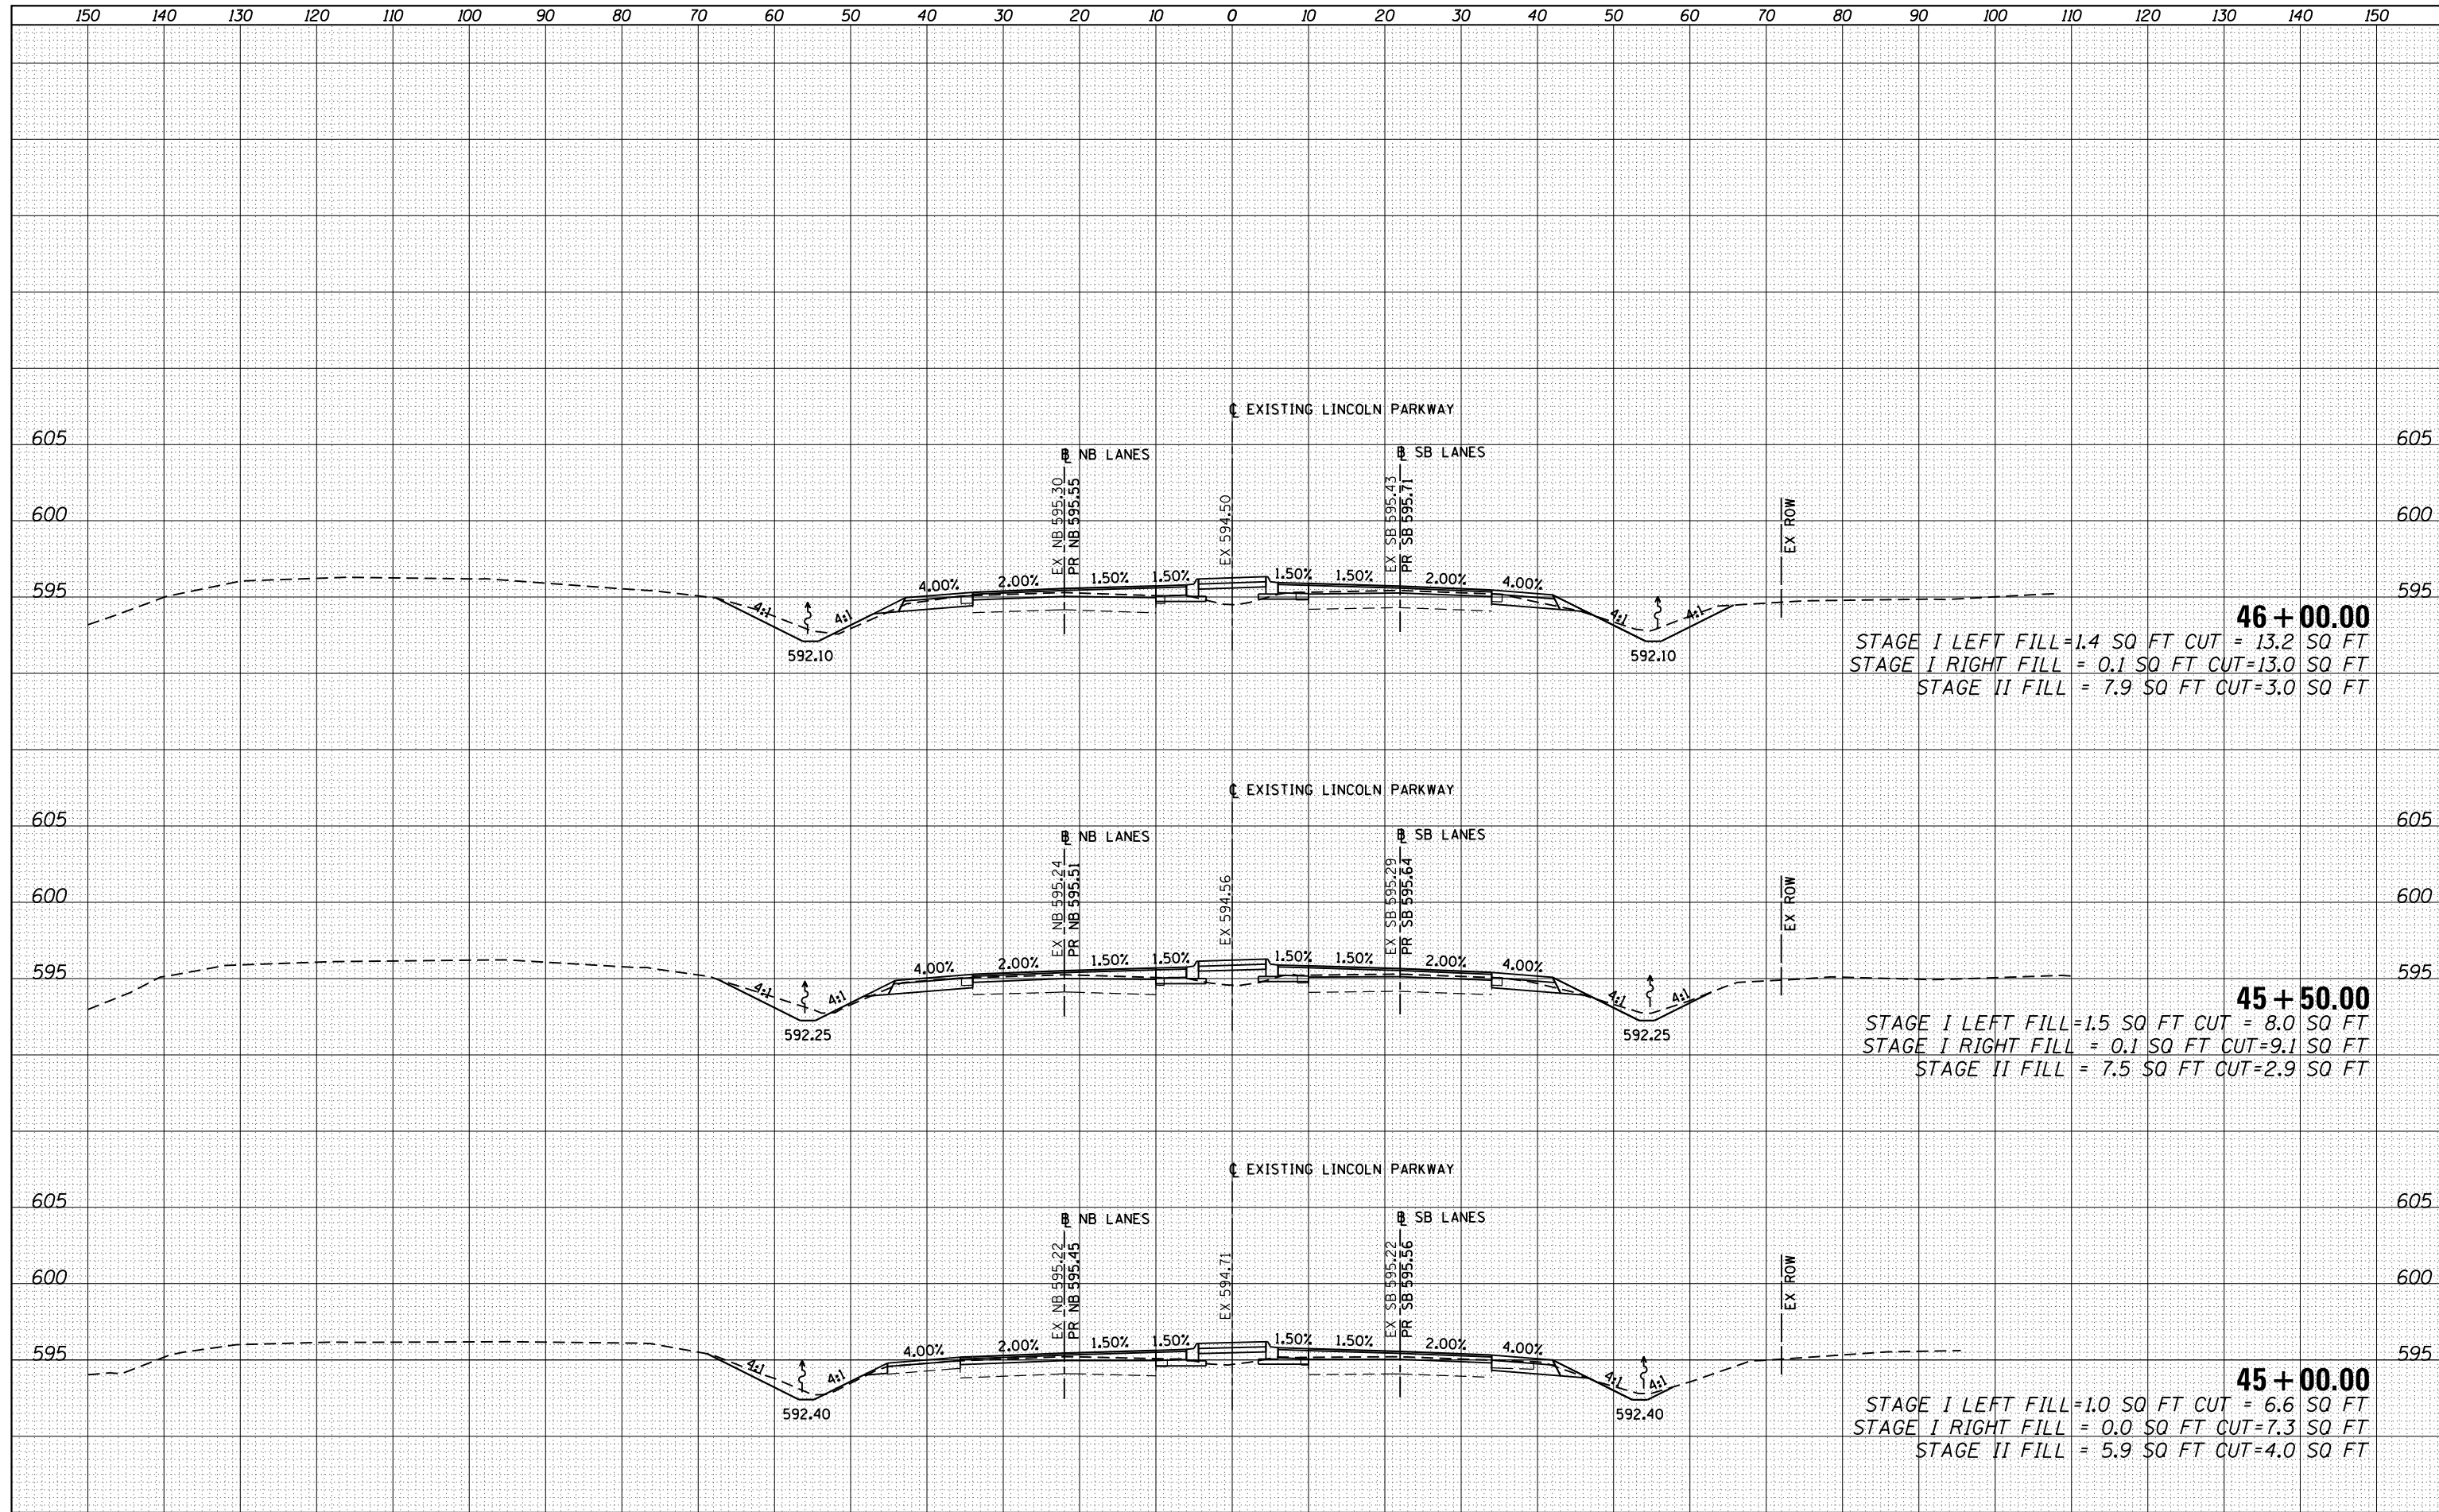 150 140 130 120 110 100 90 80 70 60 50 40 30 20 10 0 10 20 30 40 50 60 70 80 90 100 110 120 130 140 150
℄ EXISTING LINCOLN PARKWAY
605 605
B NB LANES
B SB LANES
EX NB 595.30
PR NB 595.55
EX 594.50
EX SB 595.43
PR SB 595.71
EX ROW
600 600
4.00% 2.00% 1.50% 1.50% 1.50% 1.50% 2.00% 4.00%
595 595
4:1 4:1 4:1 4:1
592.10 592.10
46+00.00
STAGE I LEFT FILL=1.4 SQ FT CUT = 13.2 SQ FT
STAGE I RIGHT FILL = 0.1 SQ FT CUT=13.0 SQ FT
STAGE II FILL = 7.9 SQ FT CUT=3.0 SQ FT
℄ EXISTING LINCOLN PARKWAY
605 605
B NB LANES
B SB LANES
EX NB 595.24
PR NB 595.51
EX 594.56
EX SB 595.29
PR SB 595.64
EX ROW
600 600
4.00% 2.00% 1.50% 1.50% 1.50% 1.50% 2.00% 4.00%
595 595
4:1 4:1 4:1 4:1
592.25 592.25
45+50.00
STAGE I LEFT FILL=1.5 SQ FT CUT = 8.0 SQ FT
STAGE I RIGHT FILL = 0.1 SQ FT CUT=9.1 SQ FT
STAGE II FILL = 7.5 SQ FT CUT=2.9 SQ FT
℄ EXISTING LINCOLN PARKWAY
605 605
B NB LANES
B SB LANES
EX NB 595.22
PR NB 595.45
EX 594.71
EX SB 595.22
PR SB 595.56
EX ROW
600 600
4.00% 2.00% 1.50% 1.50% 1.50% 1.50% 2.00% 4.00%
595 595
4:1 4:1 4:1 4:1
592.40 592.40
45+00.00
STAGE I LEFT FILL=1.0 SQ FT CUT = 6.6 SQ FT
STAGE I RIGHT FILL = 0.0 SQ FT CUT=7.3 SQ FT
STAGE II FILL = 5.9 SQ FT CUT=4.0 SQ FT